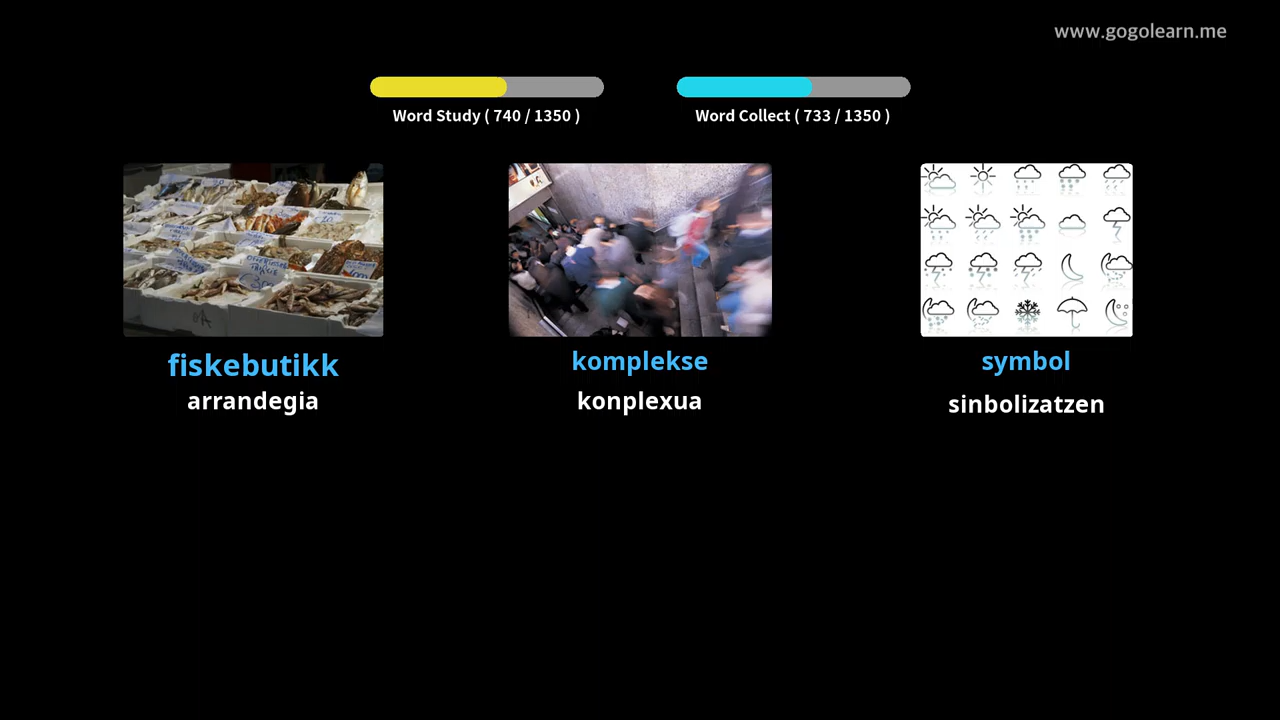 www.gogolearn.me
Word Study ( 740 / 1350 )
Word Collect ( 733 / 1350 )
fiskebutikk
komplekse
symbol
arrandegia
konplexua
sinbolizatzen